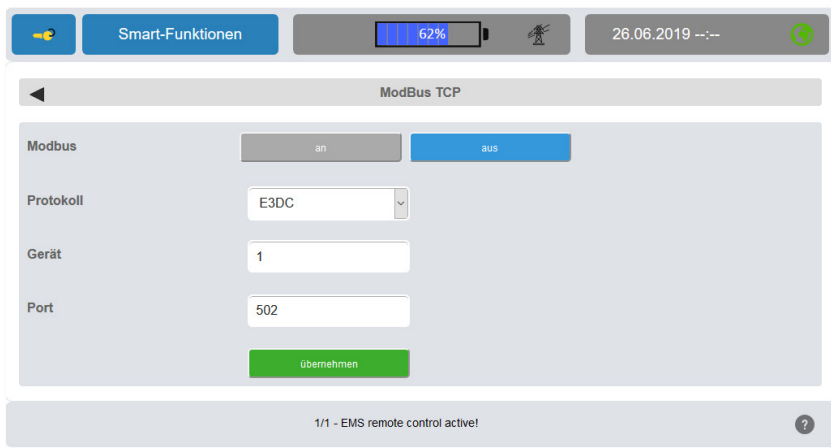 Smart-Funktionen
62%
26.06.2019 --:--
ModBus TCP
Modbus
an
aus
Protokoll
E3DC
Gerät
1
Port
502
übernehmen
1/1 - EMS remote control active!
?